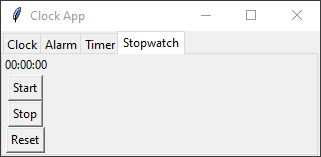 Clock App
Clock Alarm Timer Stopwatch
00:00:00
Start
Stop
Reset